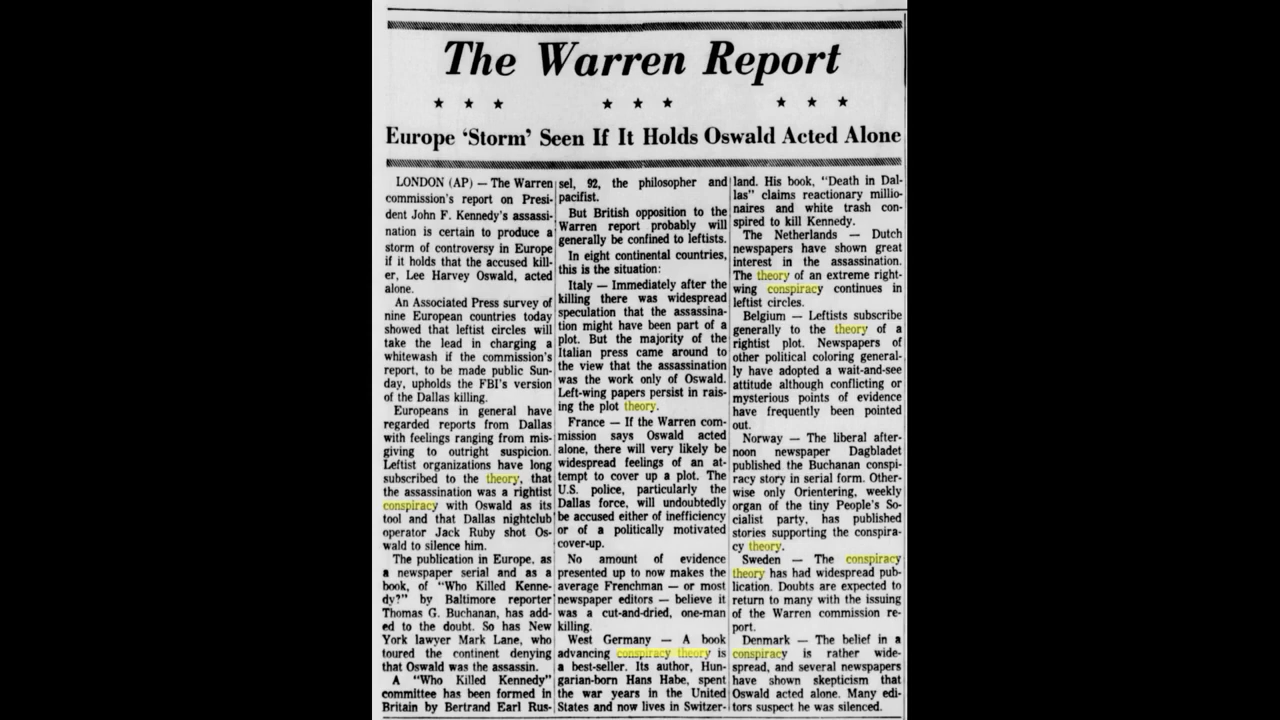 The Warren Report
★ ★ ★ ★ ★ ★ ★ ★ ★
Europe ‘Storm’ Seen If It Holds Oswald Acted Alone
LONDON (AP) — The Warren
commission's report on Presi-
dent John F. Kennedy's assassi-
nation is certain to produce a
storm of controversy in Europe
if it holds that the accused kill-
er, Lee Harvey Oswald, acted
alone.
An Associated Press survey of
nine European countries today
showed that leftist circles will
take the lead in charging a
whitewash if the commission's
report, to be made public Sun-
day, upholds the FBI's version
of the Dallas killing.
Europeans in general have
regarded reports from Dallas
with feelings ranging from mis-
giving to outright suspicion.
Leftist organizations have long
subscribed to the theory, that
the assassination was a rightist
conspiracy with Oswald as its
tool and that Dallas nightclub
operator Jack Ruby shot Os-
wald to silence him.
The publication in Europe, as
a newspaper serial and as a
book, of "Who Killed Kenne-
dy?" by Baltimore reporter
Thomas G. Buchanan, has add-
ed to the doubt. So has New
York lawyer Mark Lane, who
toured the continent denying
that Oswald was the assassin.
A "Who Killed Kennedy"
committee has been formed in
Britain by Bertrand Earl Rus-
sel, 92, the philosopher and
pacifist.
But British opposition to the
Warren report probably will
generally be confined to leftists.
In eight continental countries,
this is the situation:
Italy — Immediately after the
killing there was widespread
speculation that the assassina-
tion might have been part of a
plot. But the majority of the
Italian press came around to
the view that the assassination
was the work only of Oswald.
Left-wing papers persist in rais-
ing the plot theory.
France — If the Warren com-
mission says Oswald acted
alone, there will very likely be
widespread feelings of an at-
tempt to cover up a plot. The
U.S. police, particularly the
Dallas force, will undoubtedly
be accused either of inefficiency
or of a politically motivated
cover-up.
No amount of evidence
presented up to now makes the
average Frenchman — or most
newspaper editors — believe it
was a cut-and-dried, one-man
killing.
West Germany — A book
advancing conspiracy theory is
a best-seller. Its author, Hun-
garian-born Hans Habe, spent
the war years in the United
States and now lives in Switzer-
land. His book, "Death in Dal-
las" claims reactionary millio-
naires and white trash con-
spired to kill Kennedy.
The Netherlands — Dutch
newspapers have shown great
interest in the assassination.
The theory of an extreme right-
wing conspiracy continues in
leftist circles.
Belgium — Leftists subscribe
generally to the theory of a
rightist plot. Newspapers of
other political coloring general-
ly have adopted a wait-and-see
attitude although conflicting or
mysterious points of evidence
have frequently been pointed
out.
Norway — The liberal after-
noon newspaper Dagbladet
published the Buchanan conspi-
racy story in serial form. Other-
wise only Orientering, weekly
organ of the tiny People's So-
cialist party, has published
stories supporting the conspira-
cy theory.
Sweden — The conspiracy
theory has had widespread pub-
lication. Doubts are expected to
return to many with the issuing
of the Warren commission re-
port.
Denmark — The belief in a
conspiracy is rather wide-
spread, and several newspapers
have shown skepticism that
Oswald acted alone. Many edi-
tors suspect he was silenced.